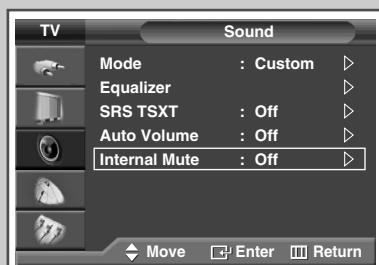 TV Sound
Mode : Custom
Equalizer
SRS TSXT : Off
Auto Volume : Off
Internal Mute : Off
Move Enter Return